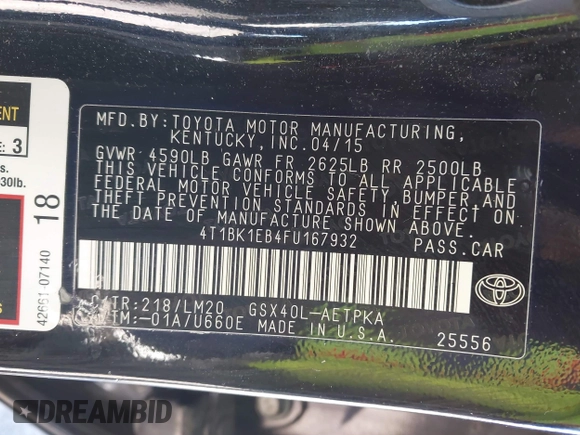 MFD.BY:TOYOTA MOTOR MANUFACTURING,
KENTUCKY,INC.04/15
GVWR 4590LB GAWR FR 2625LB RR 2500LB
THIS VEHICLE CONFORMS TO ALL APPLICABLE
FEDERAL MOTOR VEHICLE SAFETY,BUMPER,AND
THEFT PREVENTION STANDARDS IN EFFECT ON
THE DATE OF MANUFACTURE SHOWN ABOVE.
4T1BK1EB4FU167932 PASS.CAR
TR:218/LM20 GSX40L-AETPKA
TM:-01A/U660E MADE IN U.S.A. 25556
3
30lb.
18
42661-07140
DREAMBID